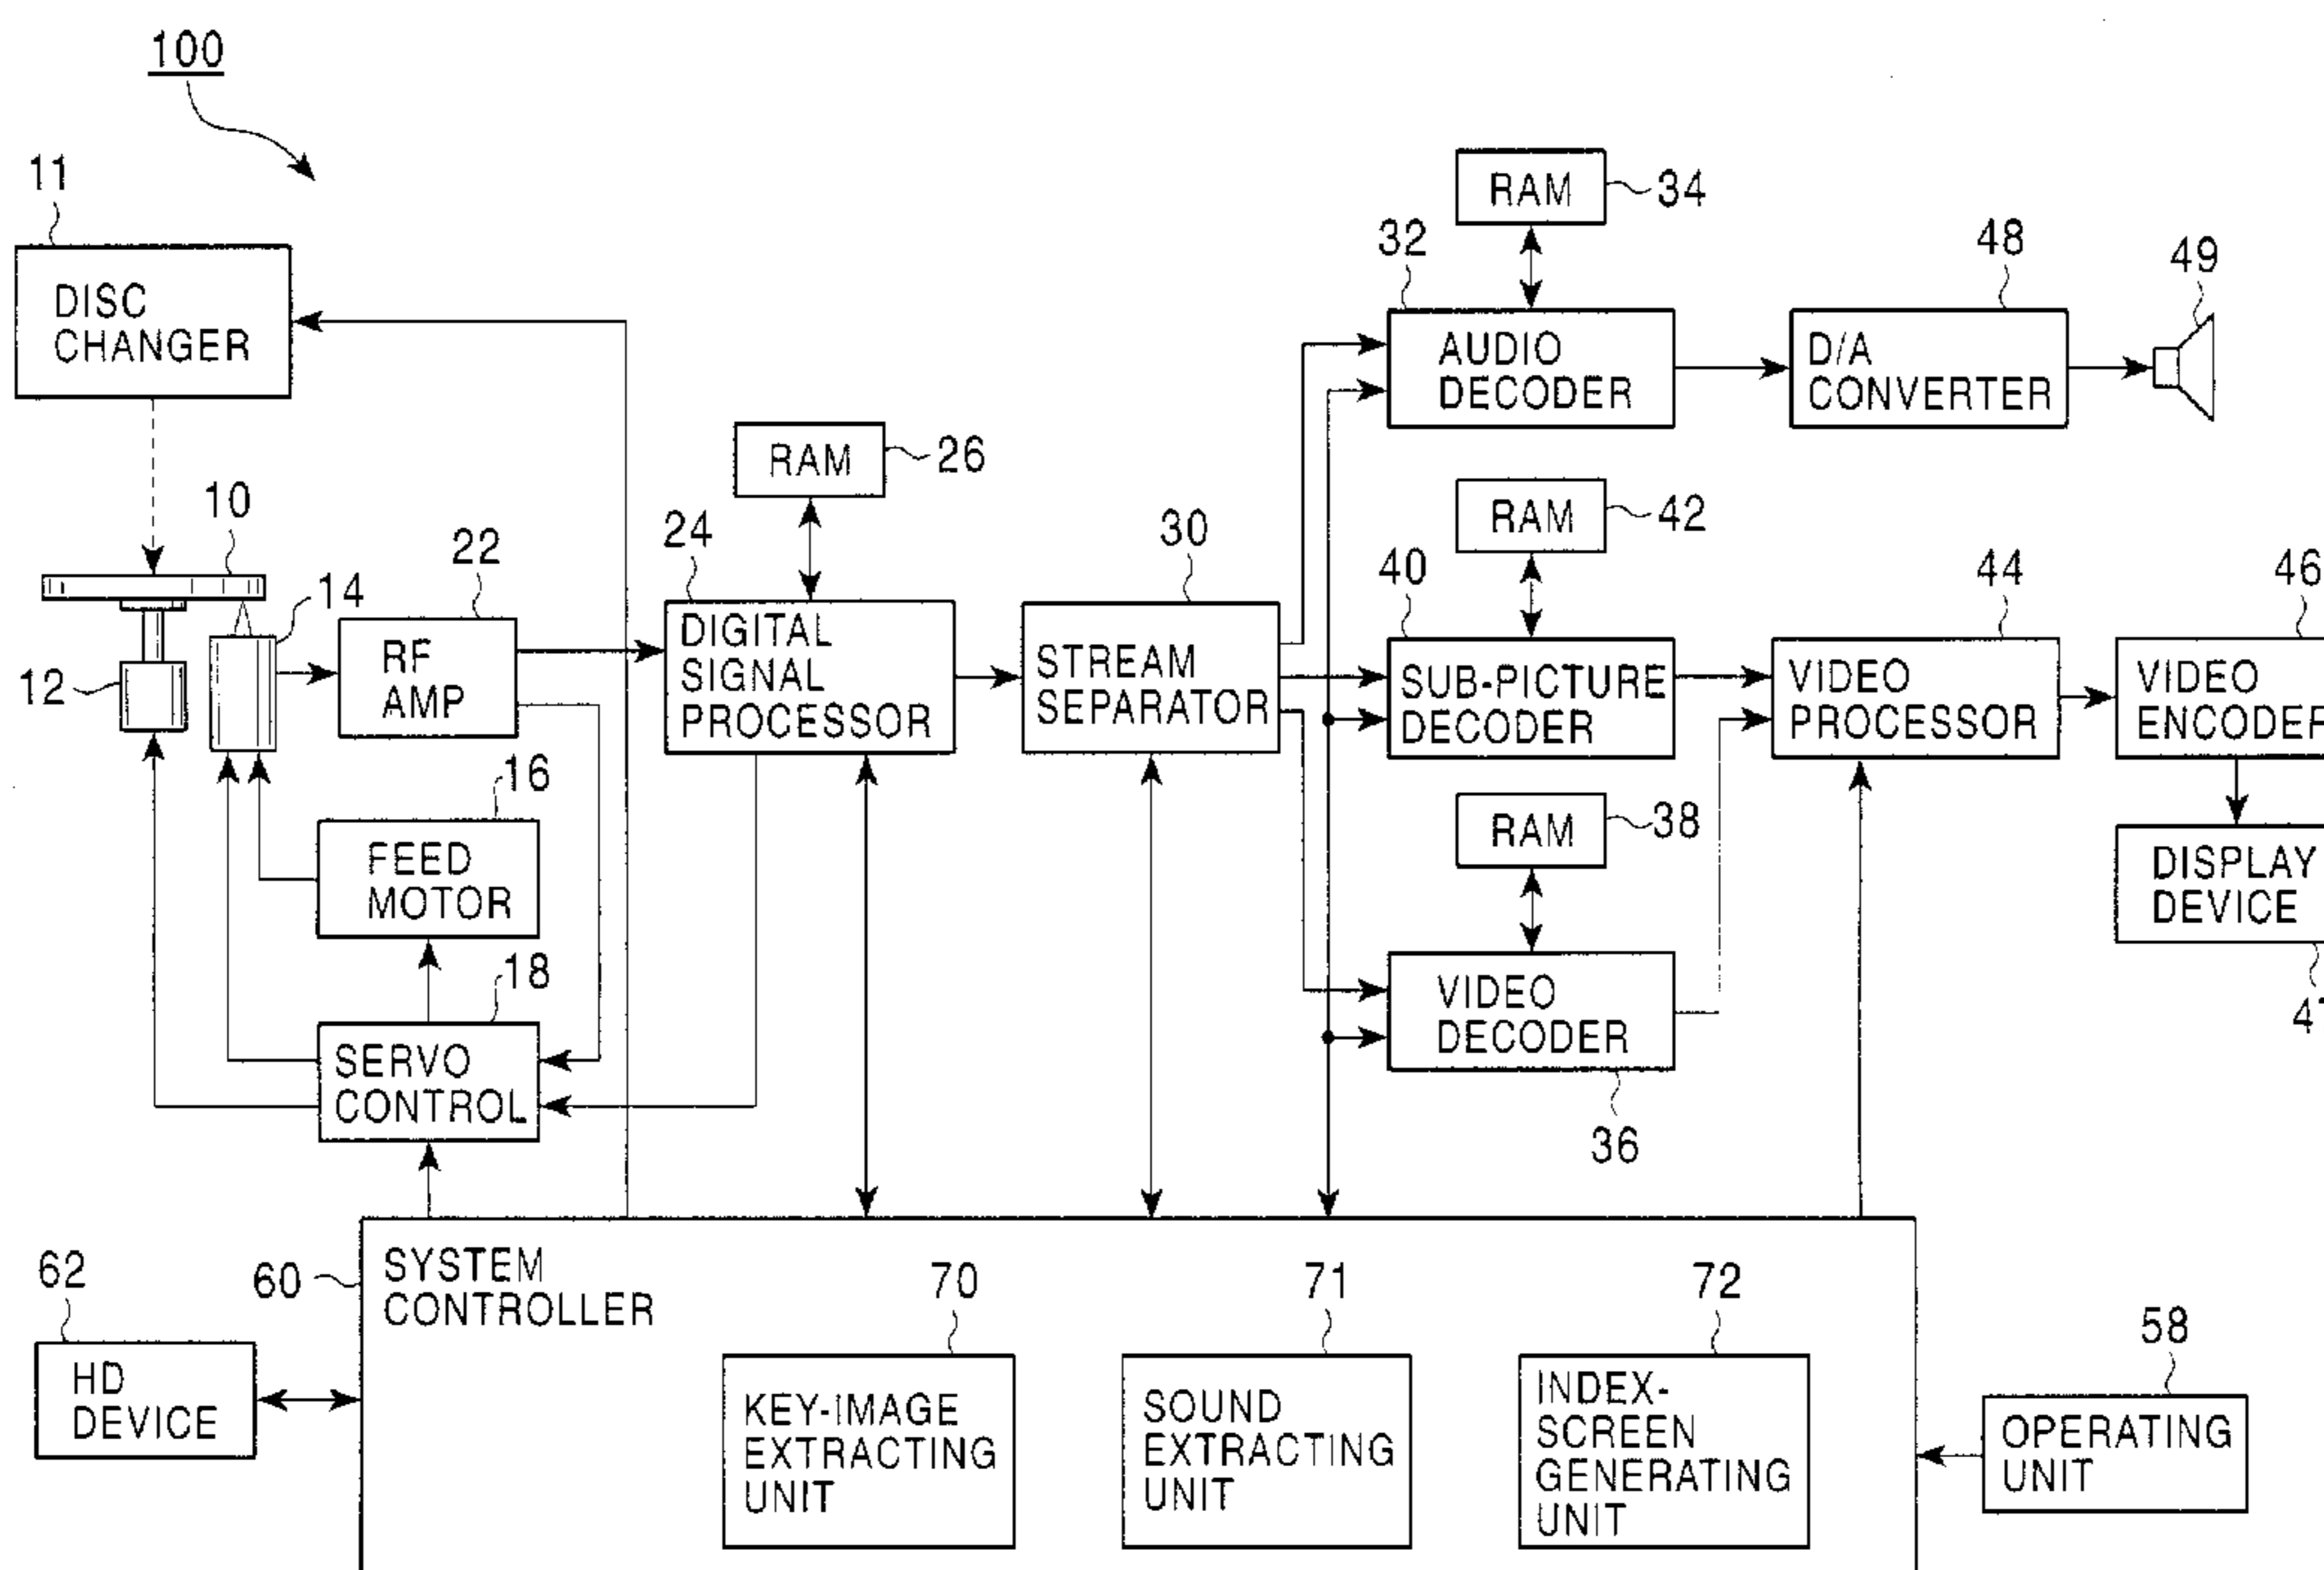 100
11
DISC
CHANGER
10
12
14
22
RF
AMP
16
FEED
MOTOR
18
SERVO
CONTROL
24
DIGITAL
SIGNAL
PROCESSOR
RAM
26
30
STREAM
SEPARATOR
RAM
34
32
AUDIO
DECODER
48
D/A
CONVERTER
49
RAM
42
40
SUB-PICTURE
DECODER
44
VIDEO
PROCESSOR
46
VIDEO
ENCODER
RAM
38
VIDEO
DECODER
36
DISPLAY
DEVICE
60
SYSTEM
CONTROLLER
62
HD
DEVICE
70
KEY-IMAGE
EXTRACTING
UNIT
71
SOUND
EXTRACTING
UNIT
72
INDEX-
SCREEN
GENERATING
UNIT
58
OPERATING
UNIT